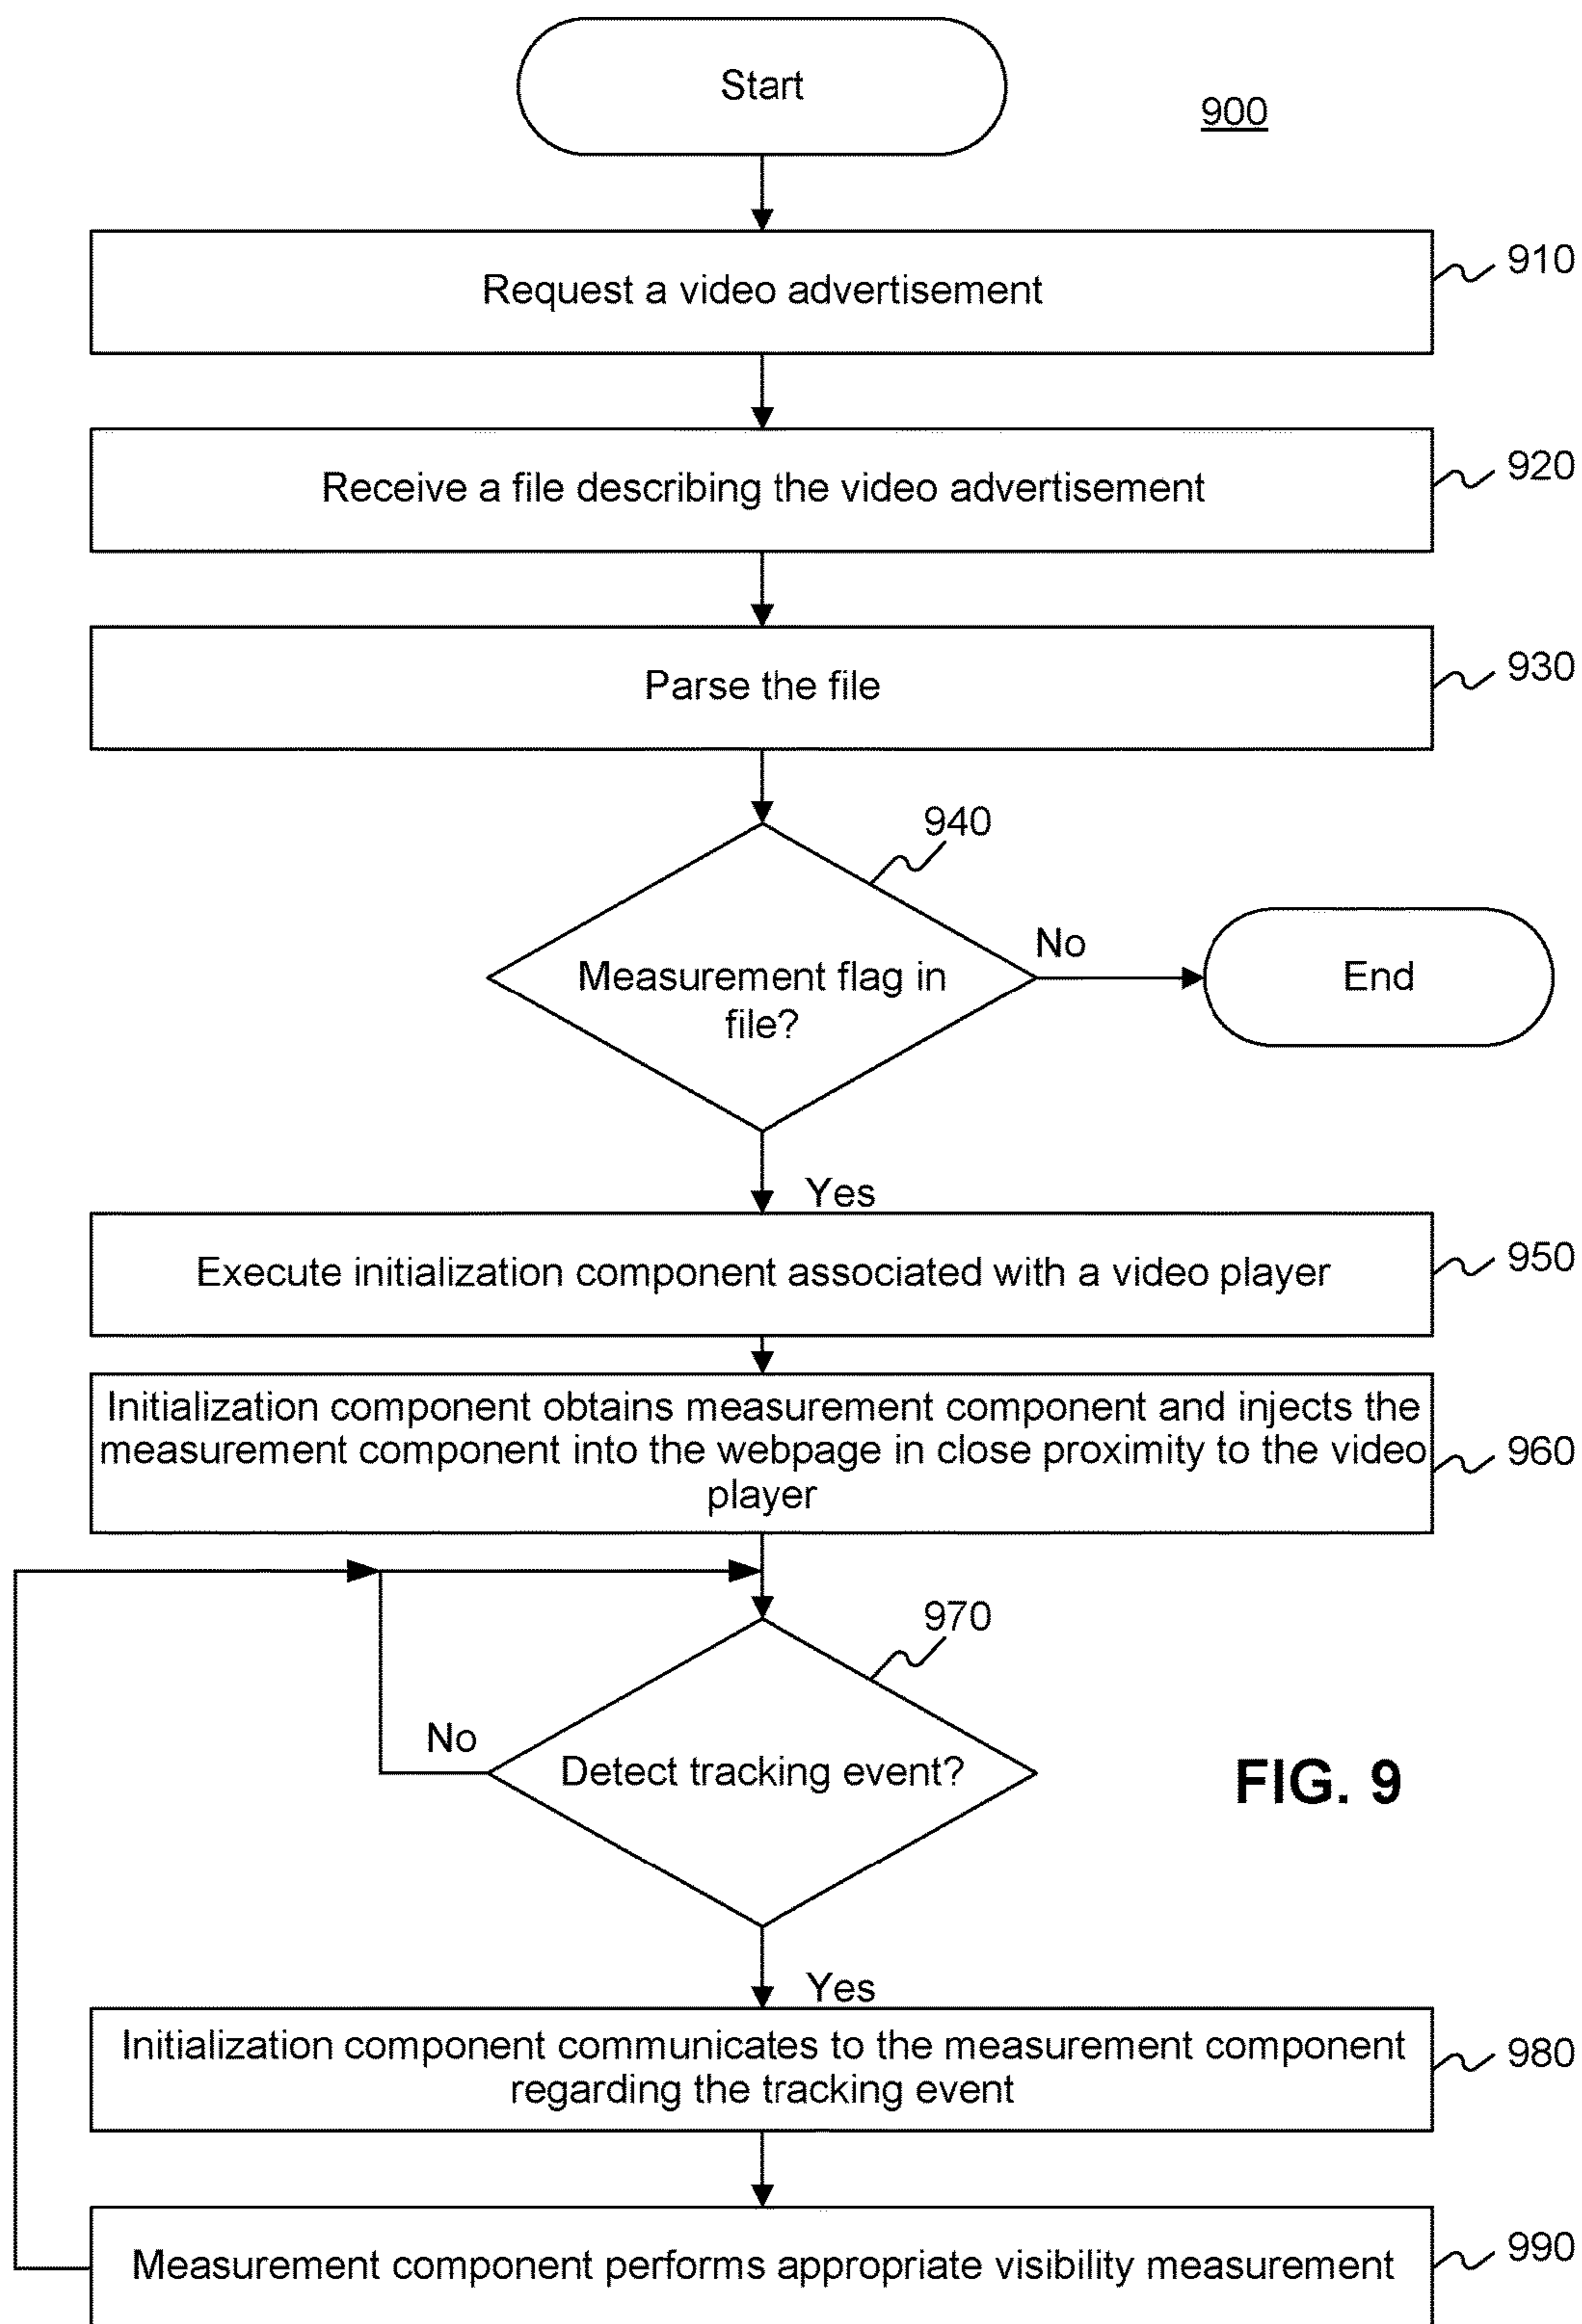 Start
900
Request a video advertisement
910
Receive a file describing the video advertisement
920
Parse the file
930
940
Measurement flag in
file?
No
End
Yes
Execute initialization component associated with a video player
950
Initialization component obtains measurement component and injects the
measurement component into the webpage in close proximity to the video
player
960
970
Detect tracking event?
No
FIG. 9
Yes
Initialization component communicates to the measurement component
regarding the tracking event
980
Measurement component performs appropriate visibility measurement
990